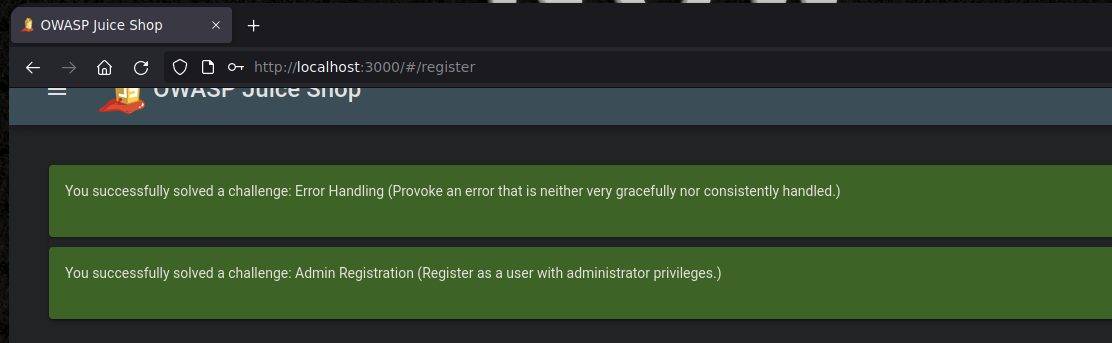 OWASP Juice Shop
http://localhost:3000/#/register
OWASP Juice Shop
You successfully solved a challenge: Error Handling (Provoke an error that is neither very gracefully nor consistently handled.)
You successfully solved a challenge: Admin Registration (Register as a user with administrator privileges.)